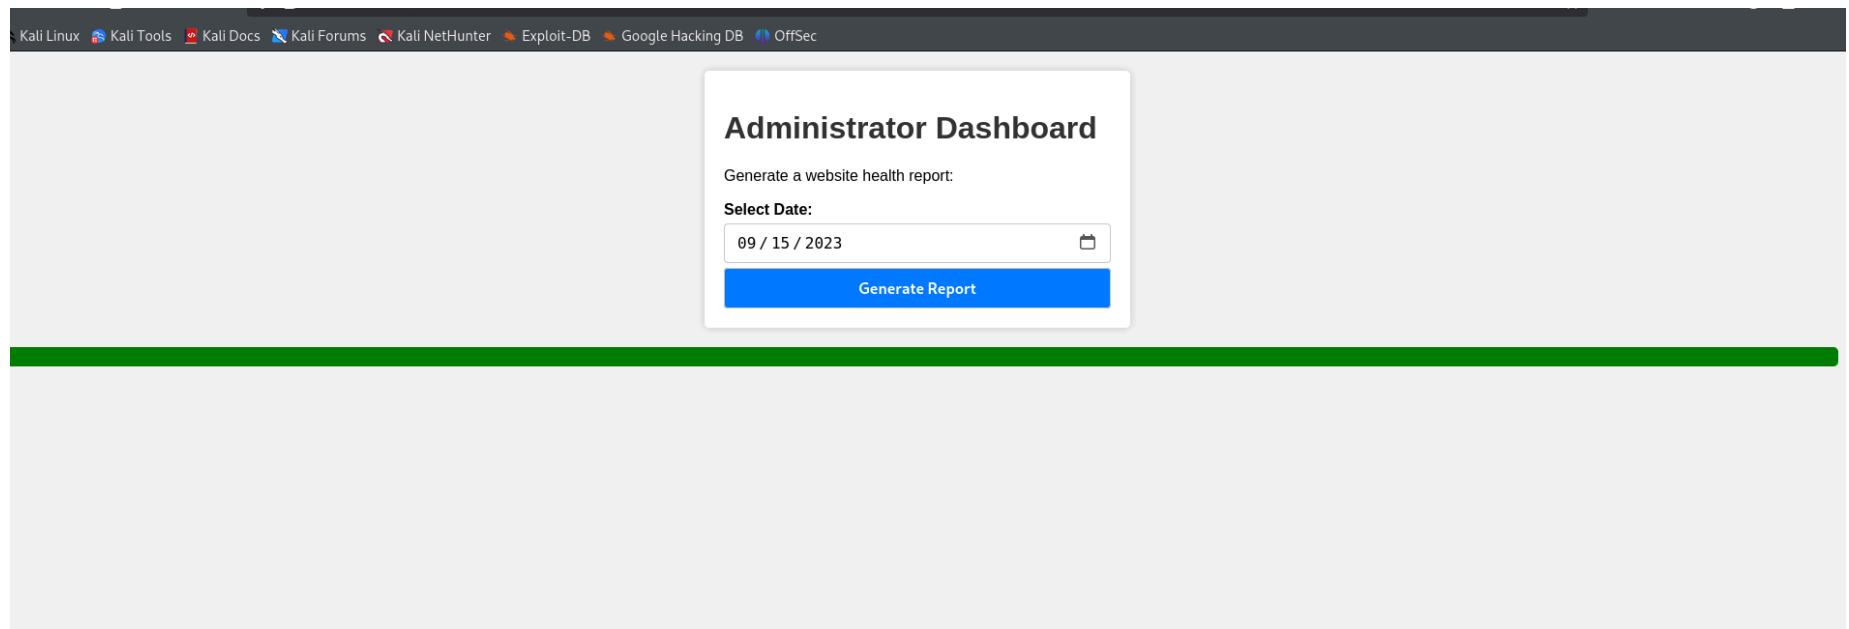 Kali Linux Kali Tools Kali Docs Kali Forums Kali NetHunter Exploit-DB Google Hacking DB OffSec
Administrator Dashboard
Generate a website health report:
Select Date:
09/15/2023
Generate Report